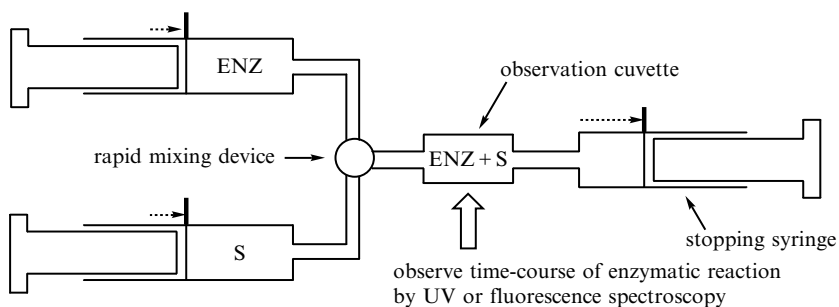 ENZ
observation cuvette
rapid mixing device
ENZ + S
stopping syringe
S
observe time-course of enzymatic reaction
by UV or fluorescence spectroscopy